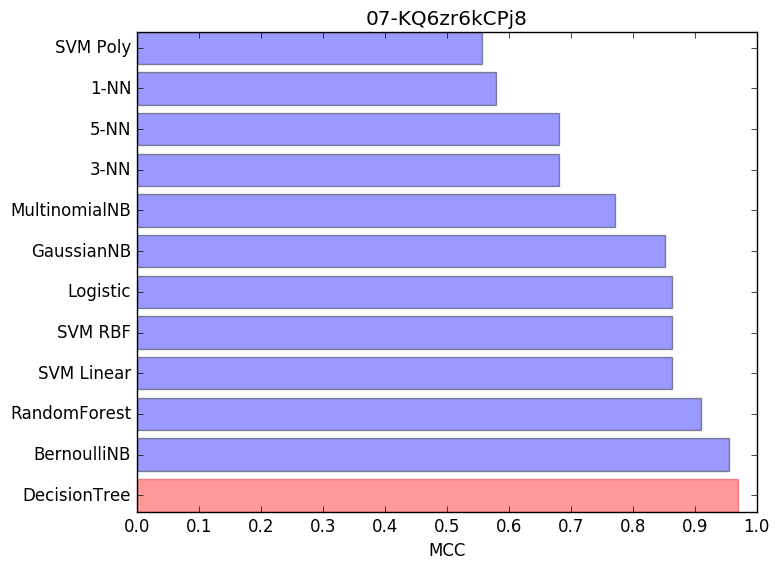 07-KQ6zr6kCPj8
SVM Poly
1-NN
5-NN
3-NN
MultinomialNB
GaussianNB
Logistic
SVM RBF
SVM Linear
RandomForest
BernoulliNB
DecisionTree
0.0 0.1 0.2 0.3 0.4 0.5 0.6 0.7 0.8 0.9 1.0
MCC